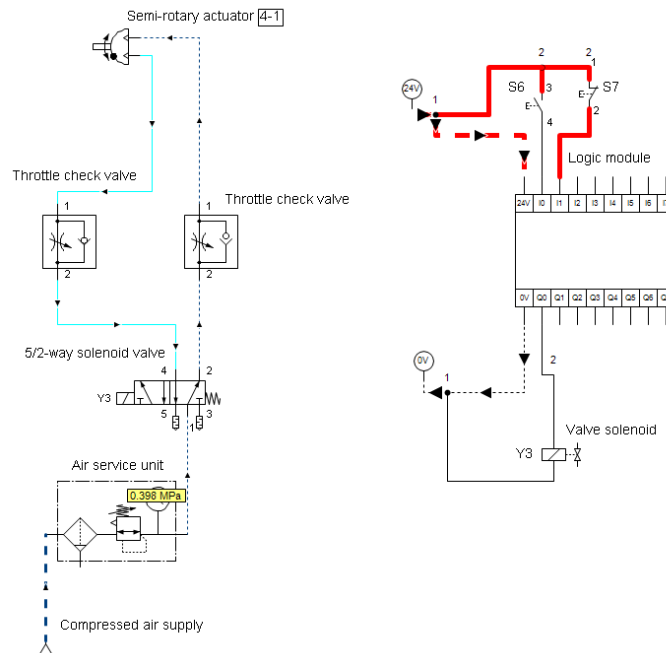 Semi-rotary actuator 4-1
Throttle check valve
Throttle check valve
1
2
1
2
5/2-way solenoid valve
4
2
Y3
5
1
3
Air service unit
0.398 MPa
Compressed air supply
24V
1
2
2
1
S6
3
S7
E
E
4
2
Logic module
24V I0 I1 I2 I3 I4 I5 I6
0V Q0 Q1 Q2 Q3 Q4 Q5 Q6
0V
1
2
Valve solenoid
Y3